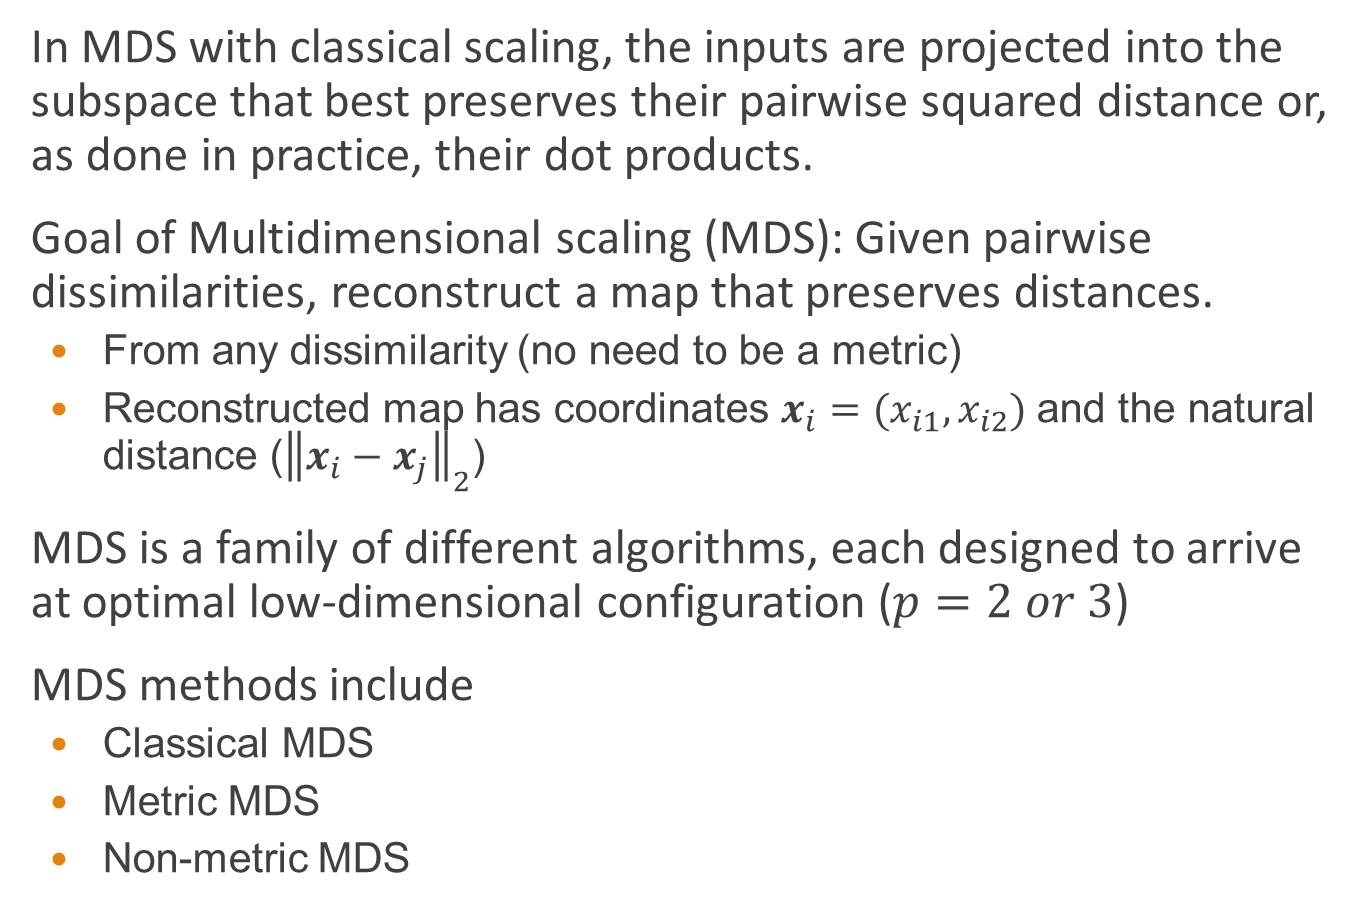 In MDS with classical scaling, the inputs are projected into the
subspace that best preserves their pairwise squared distance or,
as done in practice, their dot products.
Goal of Multidimensional scaling (MDS): Given pairwise
dissimilarities, reconstruct a map that preserves distances.
• From any dissimilarity (no need to be a metric)
• Reconstructed map has coordinates 𝒙ᵢ = (xᵢ₁, xᵢ₂) and the natural
distance (‖𝒙ᵢ − 𝒙ⱼ‖₂)
MDS is a family of different algorithms, each designed to arrive
at optimal low-dimensional configuration (p = 2 or 3)
MDS methods include
• Classical MDS
• Metric MDS
• Non-metric MDS